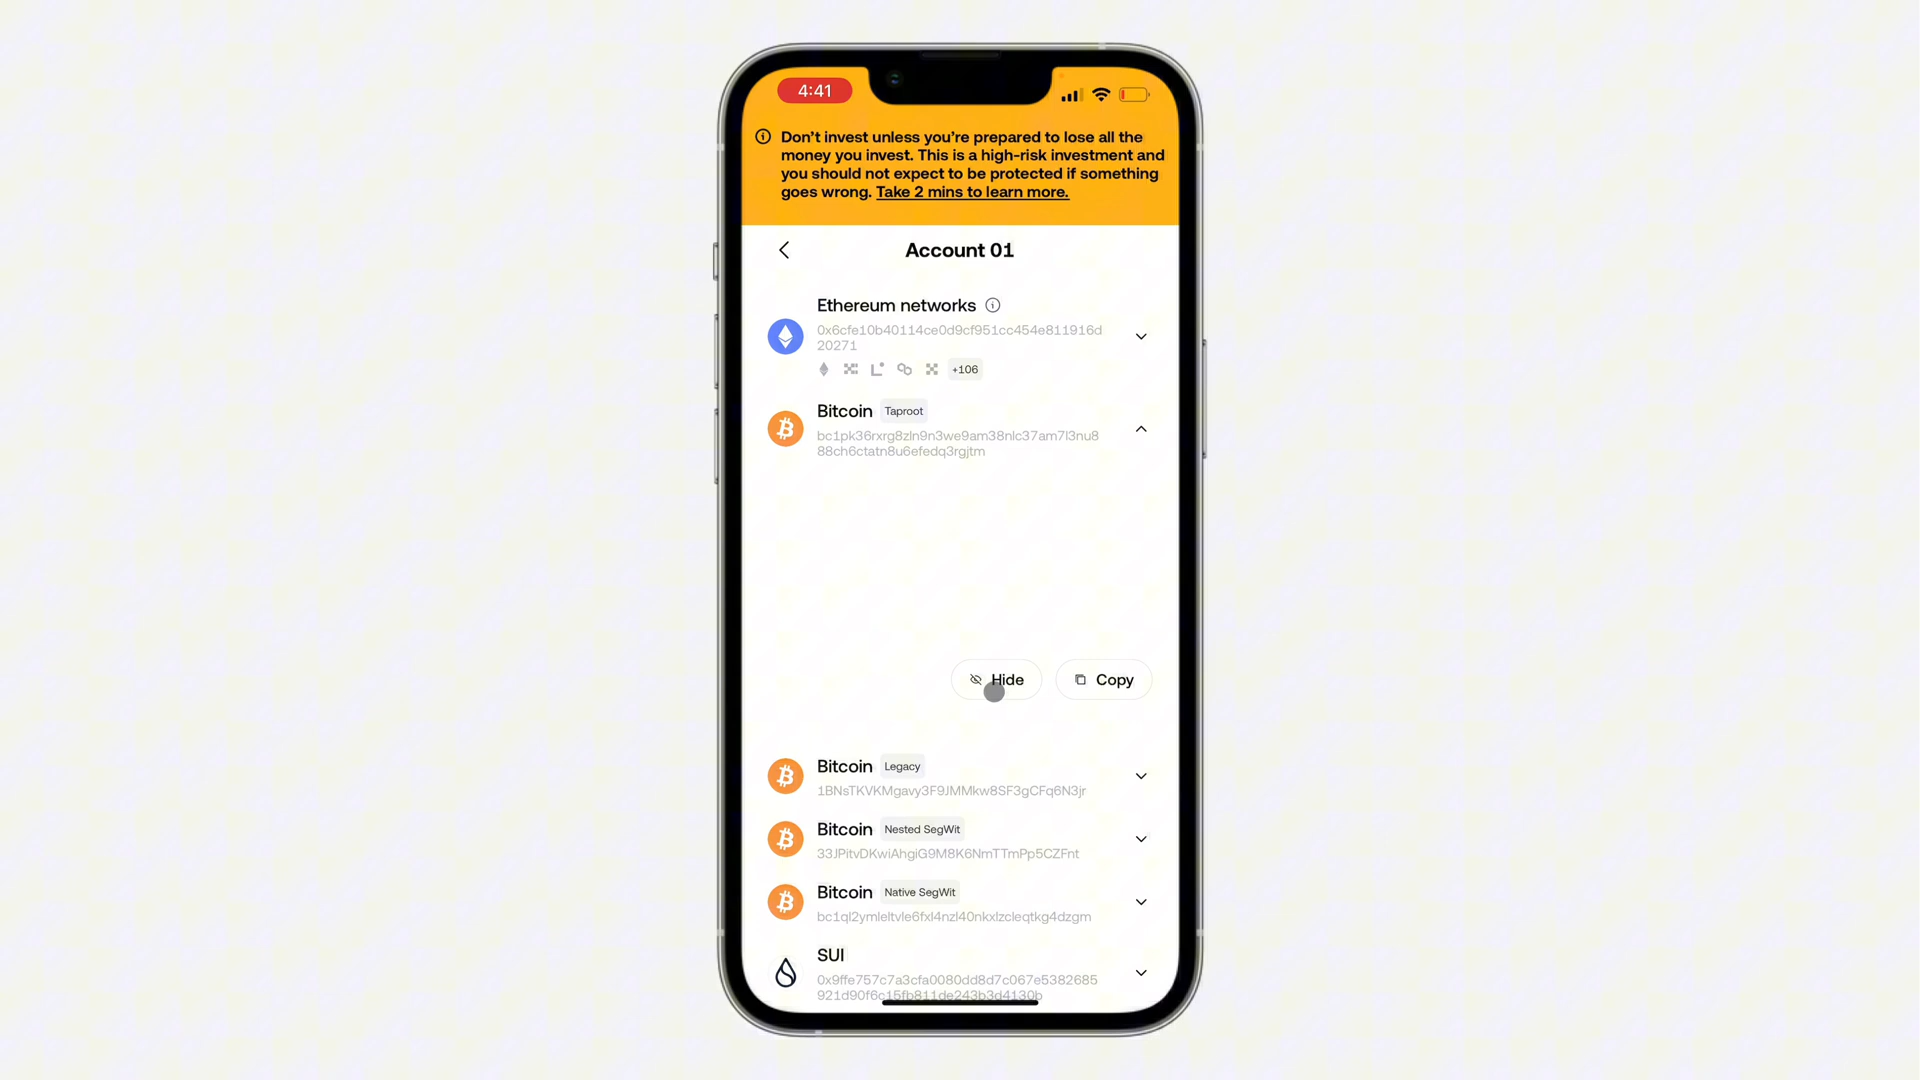 4:41
Don't invest unless you're prepared to lose all the
money you invest. This is a high-risk investment and
you should not expect to be protected if something
goes wrong. Take 2 mins to learn more.
Account 01
Ethereum networks
0x6cfe10b40114ce0d9cf951cc454e811916d
20271
+106
Bitcoin Taproot
bc1pk36rxrg8zln9n3we9am38nlc37am7l3nu8
88ch6ctatn8u6efedq3rgjtm
Hide
Copy
Bitcoin Legacy
1BNsTKVKMgavy3F9JMMkw8SF3gCFq6N3jr
Bitcoin Nested SegWit
33JPitvDKwiAhgiG9M8K6NmTTmPp5CZFnt
Bitcoin Native SegWit
bc1ql2ymleltvle6fxl4nzl40nkxlzcleqtkg4dzgm
SUI
0x9ffe757c7a3cfa0080dd8d7c067e5382685
921d90f6c15fb811de243b3d4130b